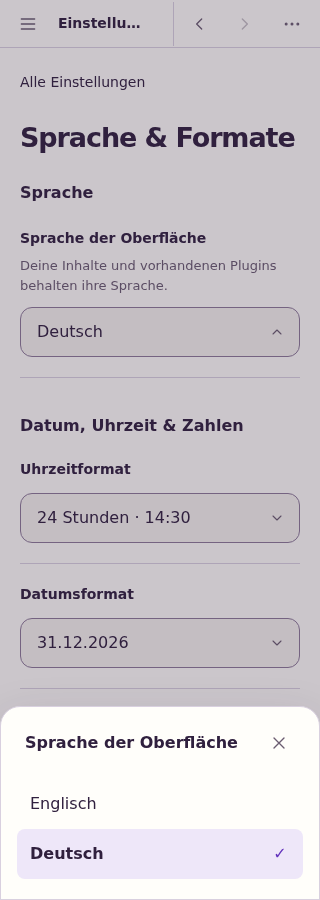 Einstellu…
Alle Einstellungen
Sprache & Formate
Sprache
Sprache der Oberfläche
Deine Inhalte und vorhandenen Plugins
behalten ihre Sprache.
Deutsch
Datum, Uhrzeit & Zahlen
Uhrzeitformat
24 Stunden · 14:30
Datumsformat
31.12.2026
Sprache der Oberfläche
Englisch
Deutsch ✓